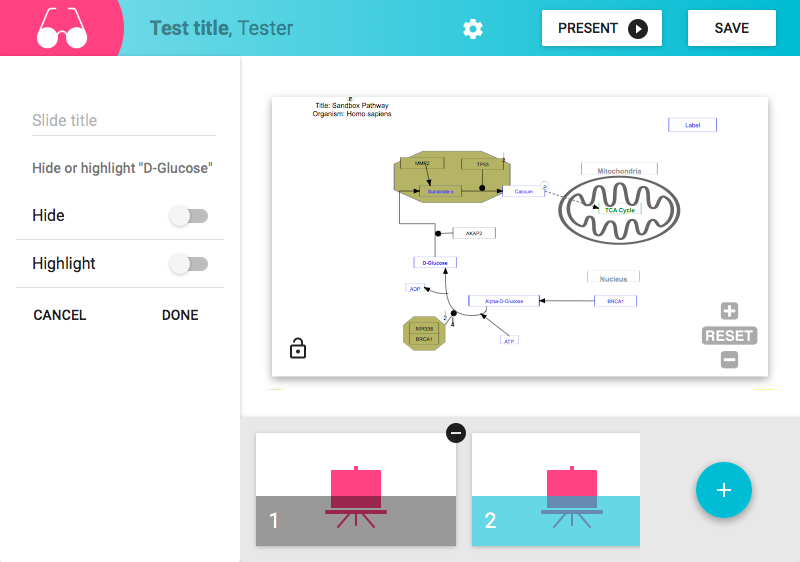 Test title, Tester
PRESENT
SAVE
Slide title
Hide or highlight "D-Glucose"
Hide
Highlight
CANCEL
DONE
Title: Sandbox Pathway
Organism: Homo sapiens
Label
MMP2
TP53
Substrate x
Calcium
Mitochondria
TCA Cycle
AKAP2
D-Glucose
Nucleus
ADP
Alpha-D-Glucose
BRCA1
MIR338
BRCA1
ATP
RESET
1
2